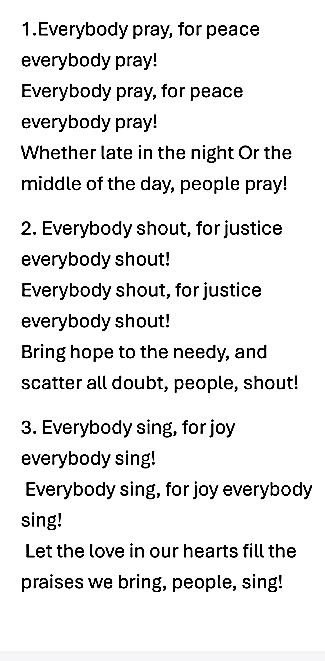 1.Everybody pray, for peace
everybody pray!
Everybody pray, for peace
everybody pray!
Whether late in the night Or the
middle of the day, people pray!
2. Everybody shout, for justice
everybody shout!
Everybody shout, for justice
everybody shout!
Bring hope to the needy, and
scatter all doubt, people, shout!
3. Everybody sing, for joy
everybody sing!
Everybody sing, for joy everybody
sing!
Let the love in our hearts fill the
praises we bring, people, sing!